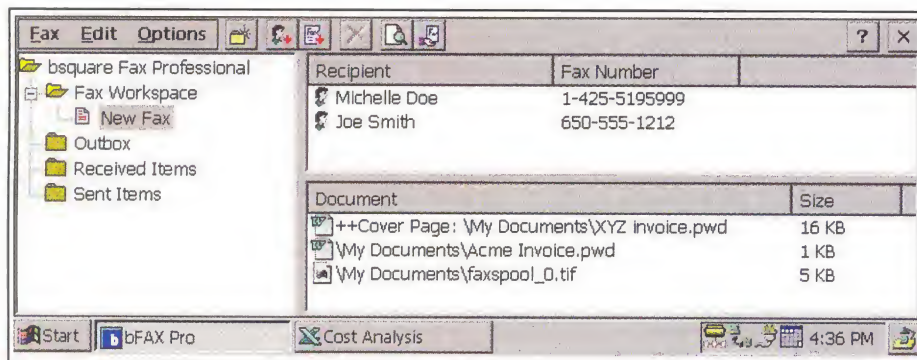 Fax Edit Options ? ×
bsquare Fax Professional
Fax Workspace
New Fax
Outbox
Received Items
Sent Items
Recipient Fax Number
Michelle Doe 1-425-5195999
Joe Smith 650-555-1212
Document Size
++Cover Page: \My Documents\XYZ invoice.pwd 16 KB
\My Documents\Acme Invoice.pwd 1 KB
\My Documents\faxspool_0.tif 5 KB
Start bFAX Pro Cost Analysis 4:36 PM